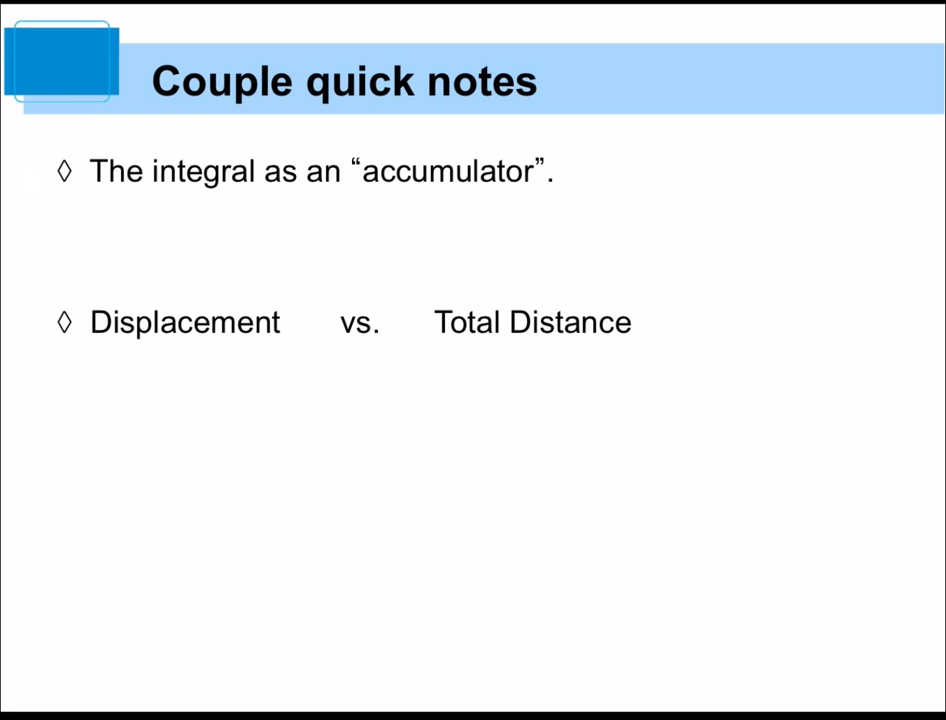 Couple quick notes
◊ The integral as an “accumulator”.
◊ Displacement vs. Total Distance